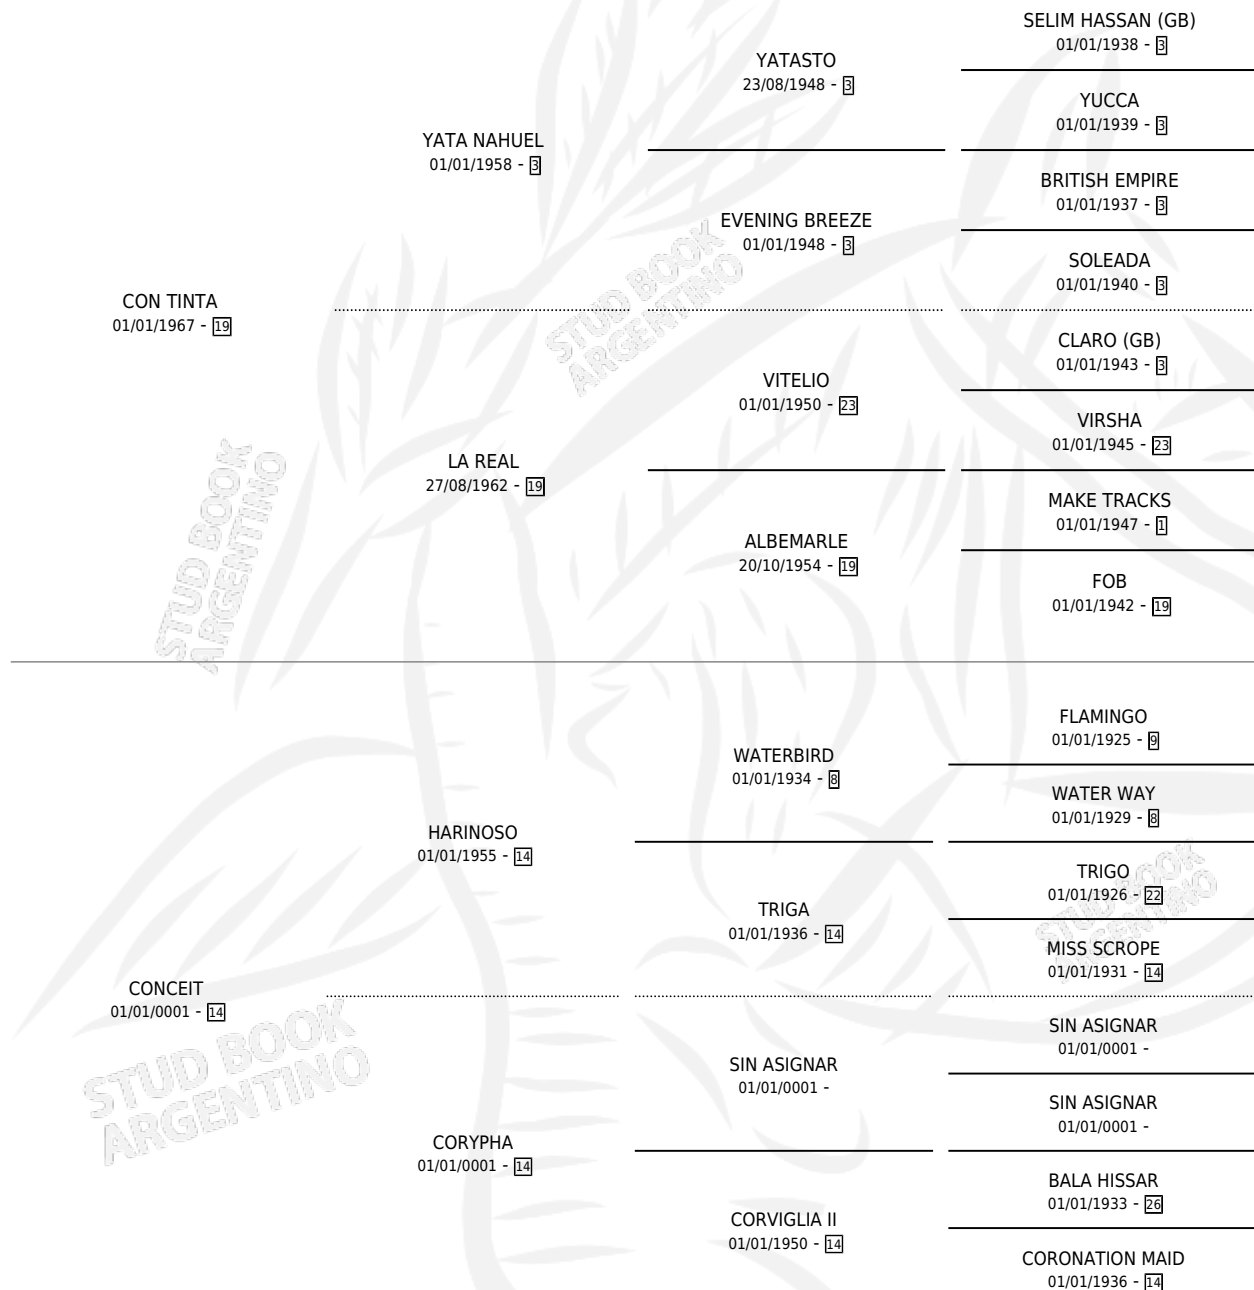 SELIM HASSAN (GB)
01/01/1938 - 3
YATASTO
23/08/1948 - 3
YUCCA
01/01/1939 - 3
YATA NAHUEL
01/01/1958 - 3
BRITISH EMPIRE
01/01/1937 - 3
EVENING BREEZE
01/01/1948 - 3
SOLEADA
01/01/1940 - 3
CON TINTA
01/01/1967 - 19
CLARO (GB)
01/01/1943 - 3
VITELIO
01/01/1950 - 23
VIRSHA
01/01/1945 - 23
LA REAL
27/08/1962 - 19
MAKE TRACKS
01/01/1947 - 1
ALBEMARLE
20/10/1954 - 19
FOB
01/01/1942 - 19
FLAMINGO
01/01/1925 - 9
WATERBIRD
01/01/1934 - 8
WATER WAY
01/01/1929 - 8
HARINOSO
01/01/1955 - 14
TRIGO
01/01/1926 - 22
TRIGA
01/01/1936 - 14
MISS SCROPE
01/01/1931 - 14
CONCEIT
01/01/0001 - 14
SIN ASIGNAR
01/01/0001 -
SIN ASIGNAR
01/01/0001 -
SIN ASIGNAR
01/01/0001 -
CORYPHA
01/01/0001 - 14
BALA HISSAR
01/01/1933 - 26
CORVIGLIA II
01/01/1950 - 14
CORONATION MAID
01/01/1936 - 14
STUD BOOK
ARGENTINO
STUD BOOK
ARGENTINO
STUD BOOK
ARGENTINO
STUD BOOK
ARGENTINO